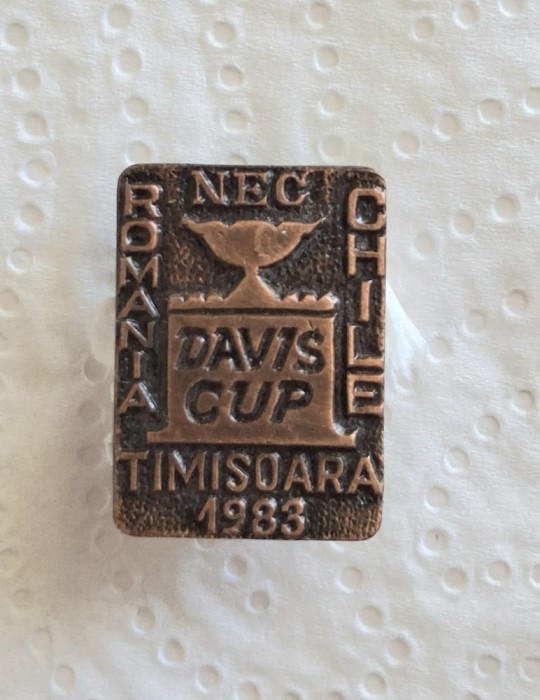 NEC
ROMANIA
CHILE
DAVIS
CUP
TIMISOARA
1983